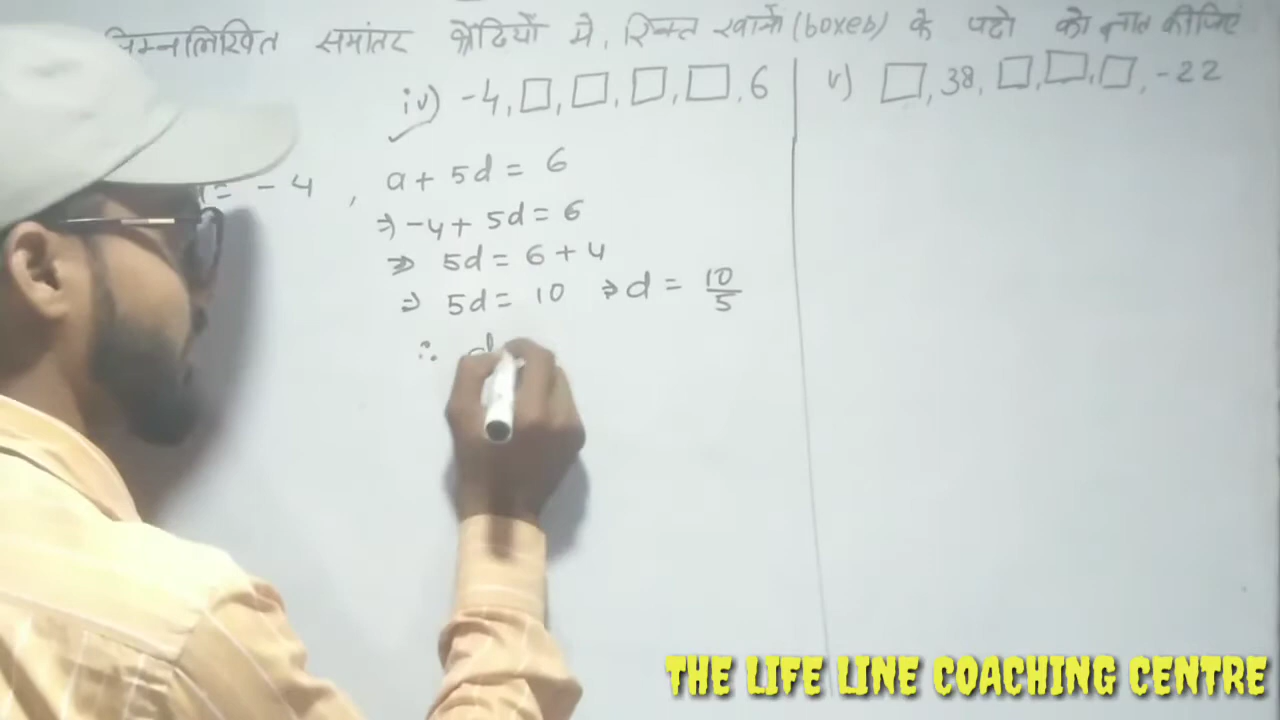 निम्नलिखित समांतर श्रेढियों में, रिक्त खानों (boxes) के पदों को ज्ञात कीजिए
iv) -4, □, □, □, □, 6
v) □, 38, □, □, □, -22
= - 4 , a + 5d = 6
⇒ -4 + 5d = 6
⇒ 5d = 6 + 4
⇒ 5d = 10 ⇒ d = 10/5
∴ d
THE LIFE LINE COACHING CENTRE